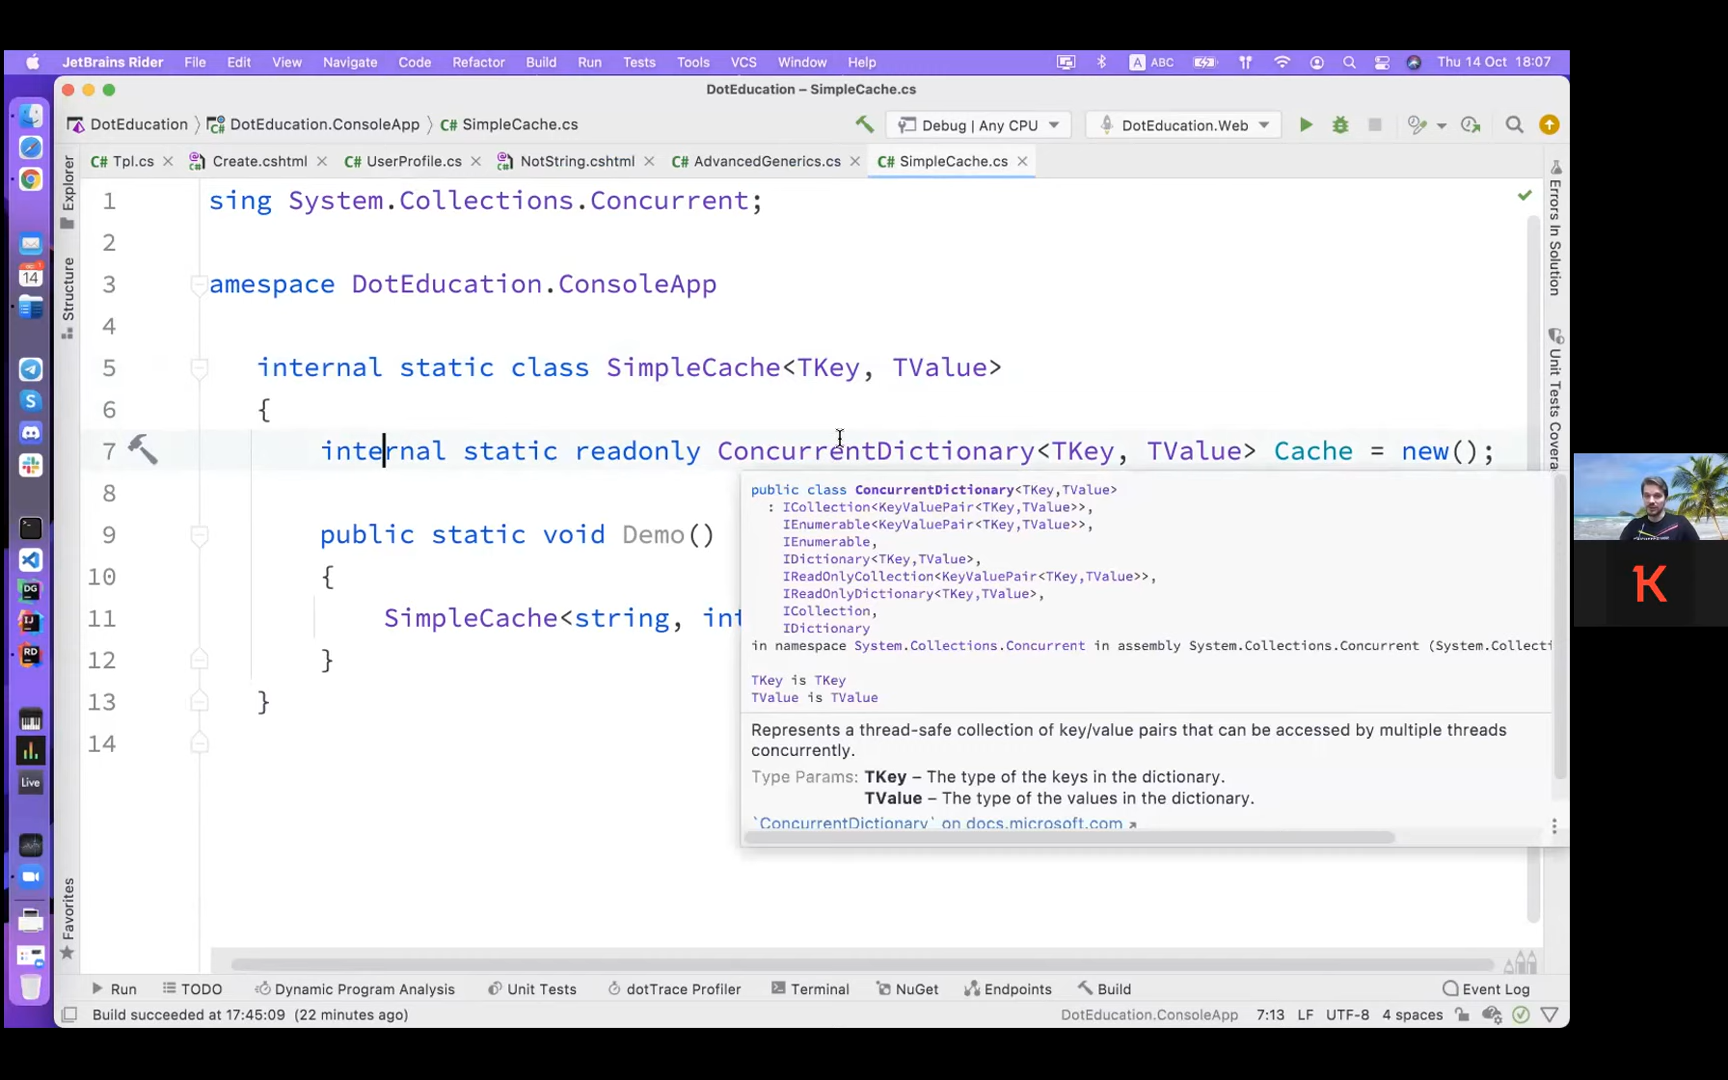 JetBrains Rider File Edit View Navigate Code Refactor Build Run Tests Tools VCS Window Help A ABC Thu 14 Oct 18:07
DotEducation – SimpleCache.cs
DotEducation DotEducation.ConsoleApp C# SimpleCache.cs Debug | Any CPU DotEducation.Web
C# Tpl.cs Create.cshtml C# UserProfile.cs NotString.cshtml C# AdvancedGenerics.cs C# SimpleCache.cs
Explorer
Structure
Favorites
1 sing System.Collections.Concurrent;
2
3 amespace DotEducation.ConsoleApp
4
5 internal static class SimpleCache<TKey, TValue>
6 {
7 internal static readonly ConcurrentDictionary<TKey, TValue> Cache = new();
8
9 public static void Demo()
10 {
11 SimpleCache<string, int
12 }
13 }
14
public class ConcurrentDictionary<TKey,TValue>
: ICollection<KeyValuePair<TKey,TValue>>,
IEnumerable<KeyValuePair<TKey,TValue>>,
IEnumerable,
IDictionary<TKey,TValue>,
IReadOnlyCollection<KeyValuePair<TKey,TValue>>,
IReadOnlyDictionary<TKey,TValue>,
ICollection,
IDictionary
in namespace System.Collections.Concurrent in assembly System.Collections.Concurrent (System.Collecti
TKey is TKey
TValue is TValue
Represents a thread-safe collection of key/value pairs that can be accessed by multiple threads
concurrently.
Type Params: TKey – The type of the keys in the dictionary.
TValue – The type of the values in the dictionary.
`ConcurrentDictionary` on docs.microsoft.com
Errors In Solution
Unit Tests Covera
14
S
DG
IJ
RD
Live
K
Run TODO Dynamic Program Analysis Unit Tests dotTrace Profiler Terminal NuGet Endpoints Build Event Log
Build succeeded at 17:45:09 (22 minutes ago) DotEducation.ConsoleApp 7:13 LF UTF-8 4 spaces